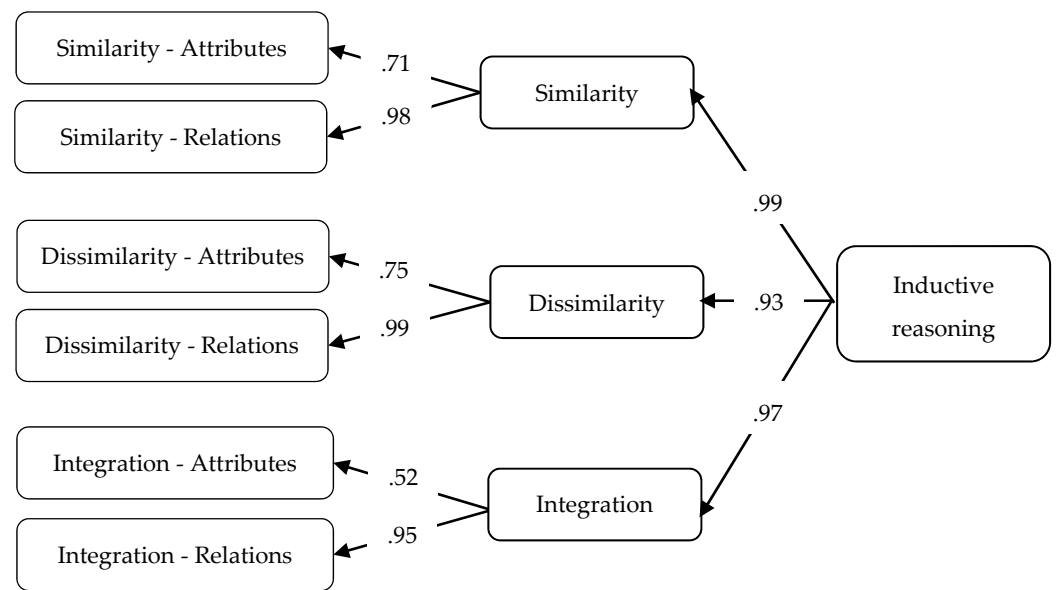 Similarity - Attributes
.71
Similarity
Similarity - Relations
.98
.99
Dissimilarity - Attributes
.75
Dissimilarity
.93
Inductive
reasoning
Dissimilarity - Relations
.99
.97
Integration - Attributes
.52
Integration
Integration - Relations
.95